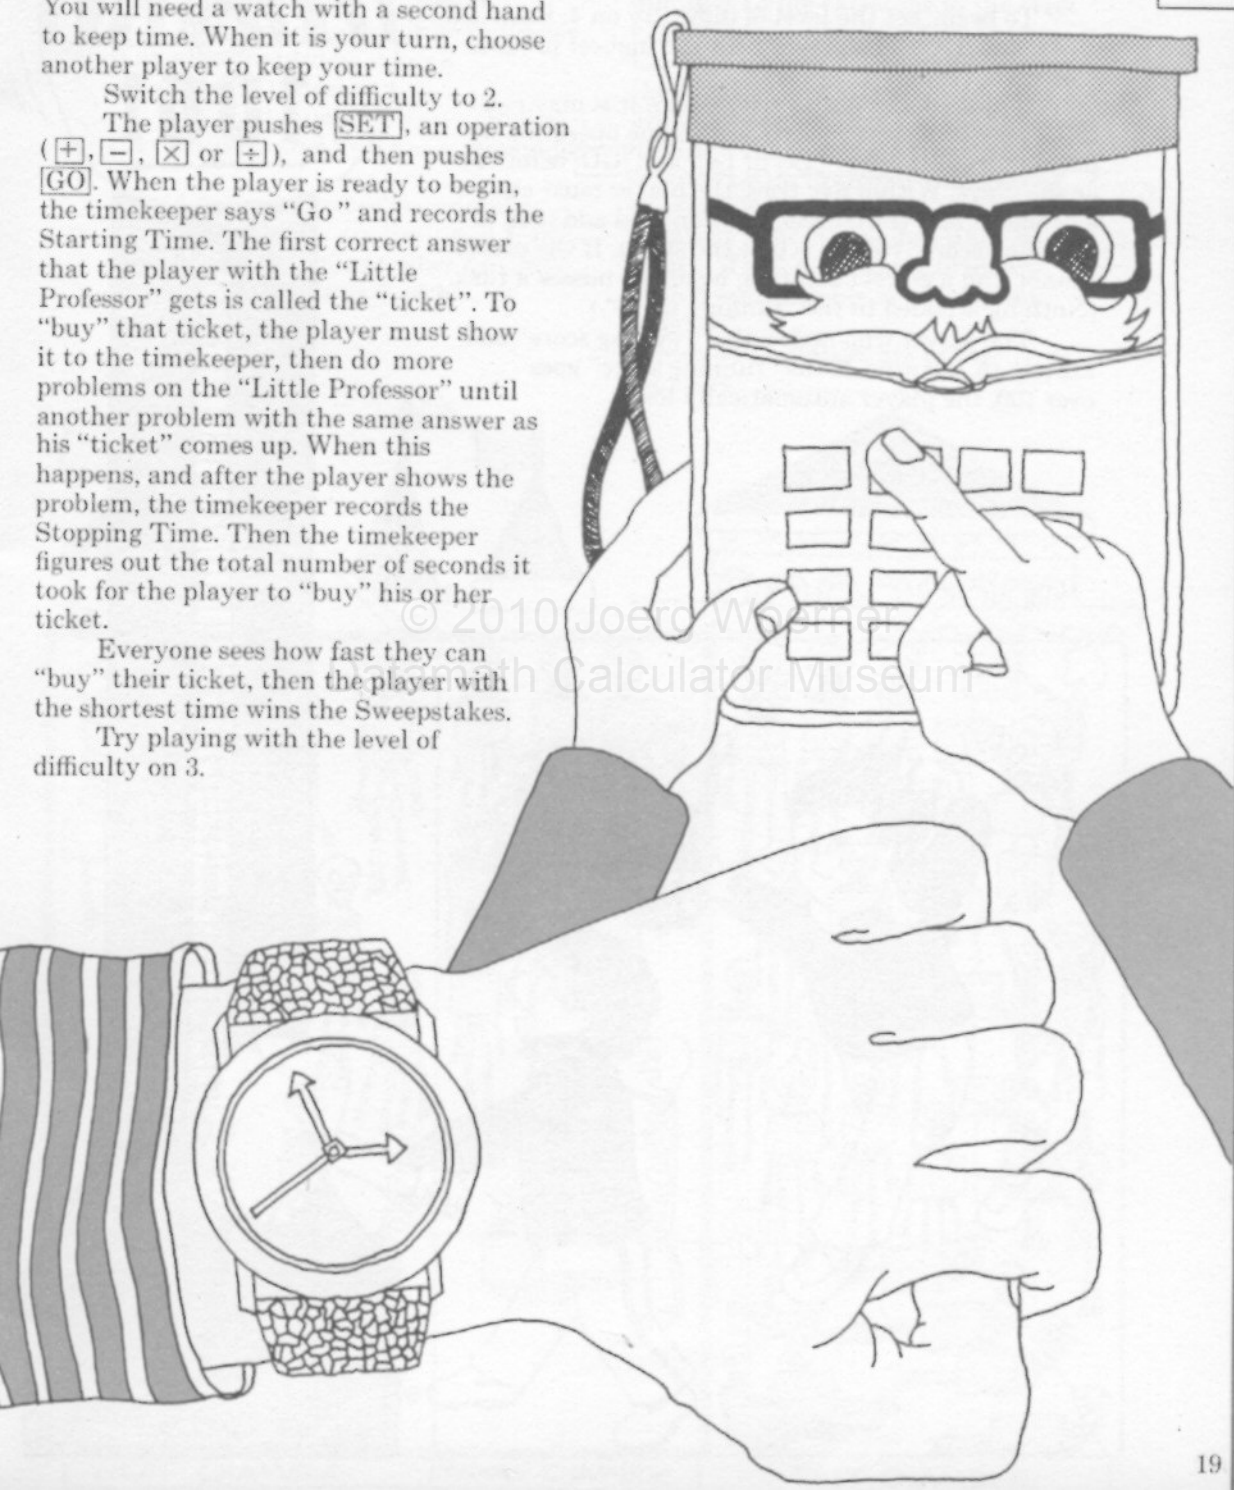 You will need a watch with a second hand
to keep time. When it is your turn, choose
another player to keep your time.
Switch the level of difficulty to 2.
The player pushes [SET], an operation
([+], [−], [×] or [÷]), and then pushes
[GO]. When the player is ready to begin,
the timekeeper says “Go” and records the
Starting Time. The first correct answer
that the player with the “Little
Professor” gets is called the “ticket”. To
“buy” that ticket, the player must show
it to the timekeeper, then do more
problems on the “Little Professor” until
another problem with the same answer as
his “ticket” comes up. When this
happens, and after the player shows the
problem, the timekeeper records the
Stopping Time. Then the timekeeper
figures out the total number of seconds it
took for the player to “buy” his or her
ticket.
Everyone sees how fast they can
“buy” their ticket, then the player with
the shortest time wins the Sweepstakes.
Try playing with the level of
difficulty on 3.
© 2010 Joerg Woerner
Datamath Calculator Museum
19